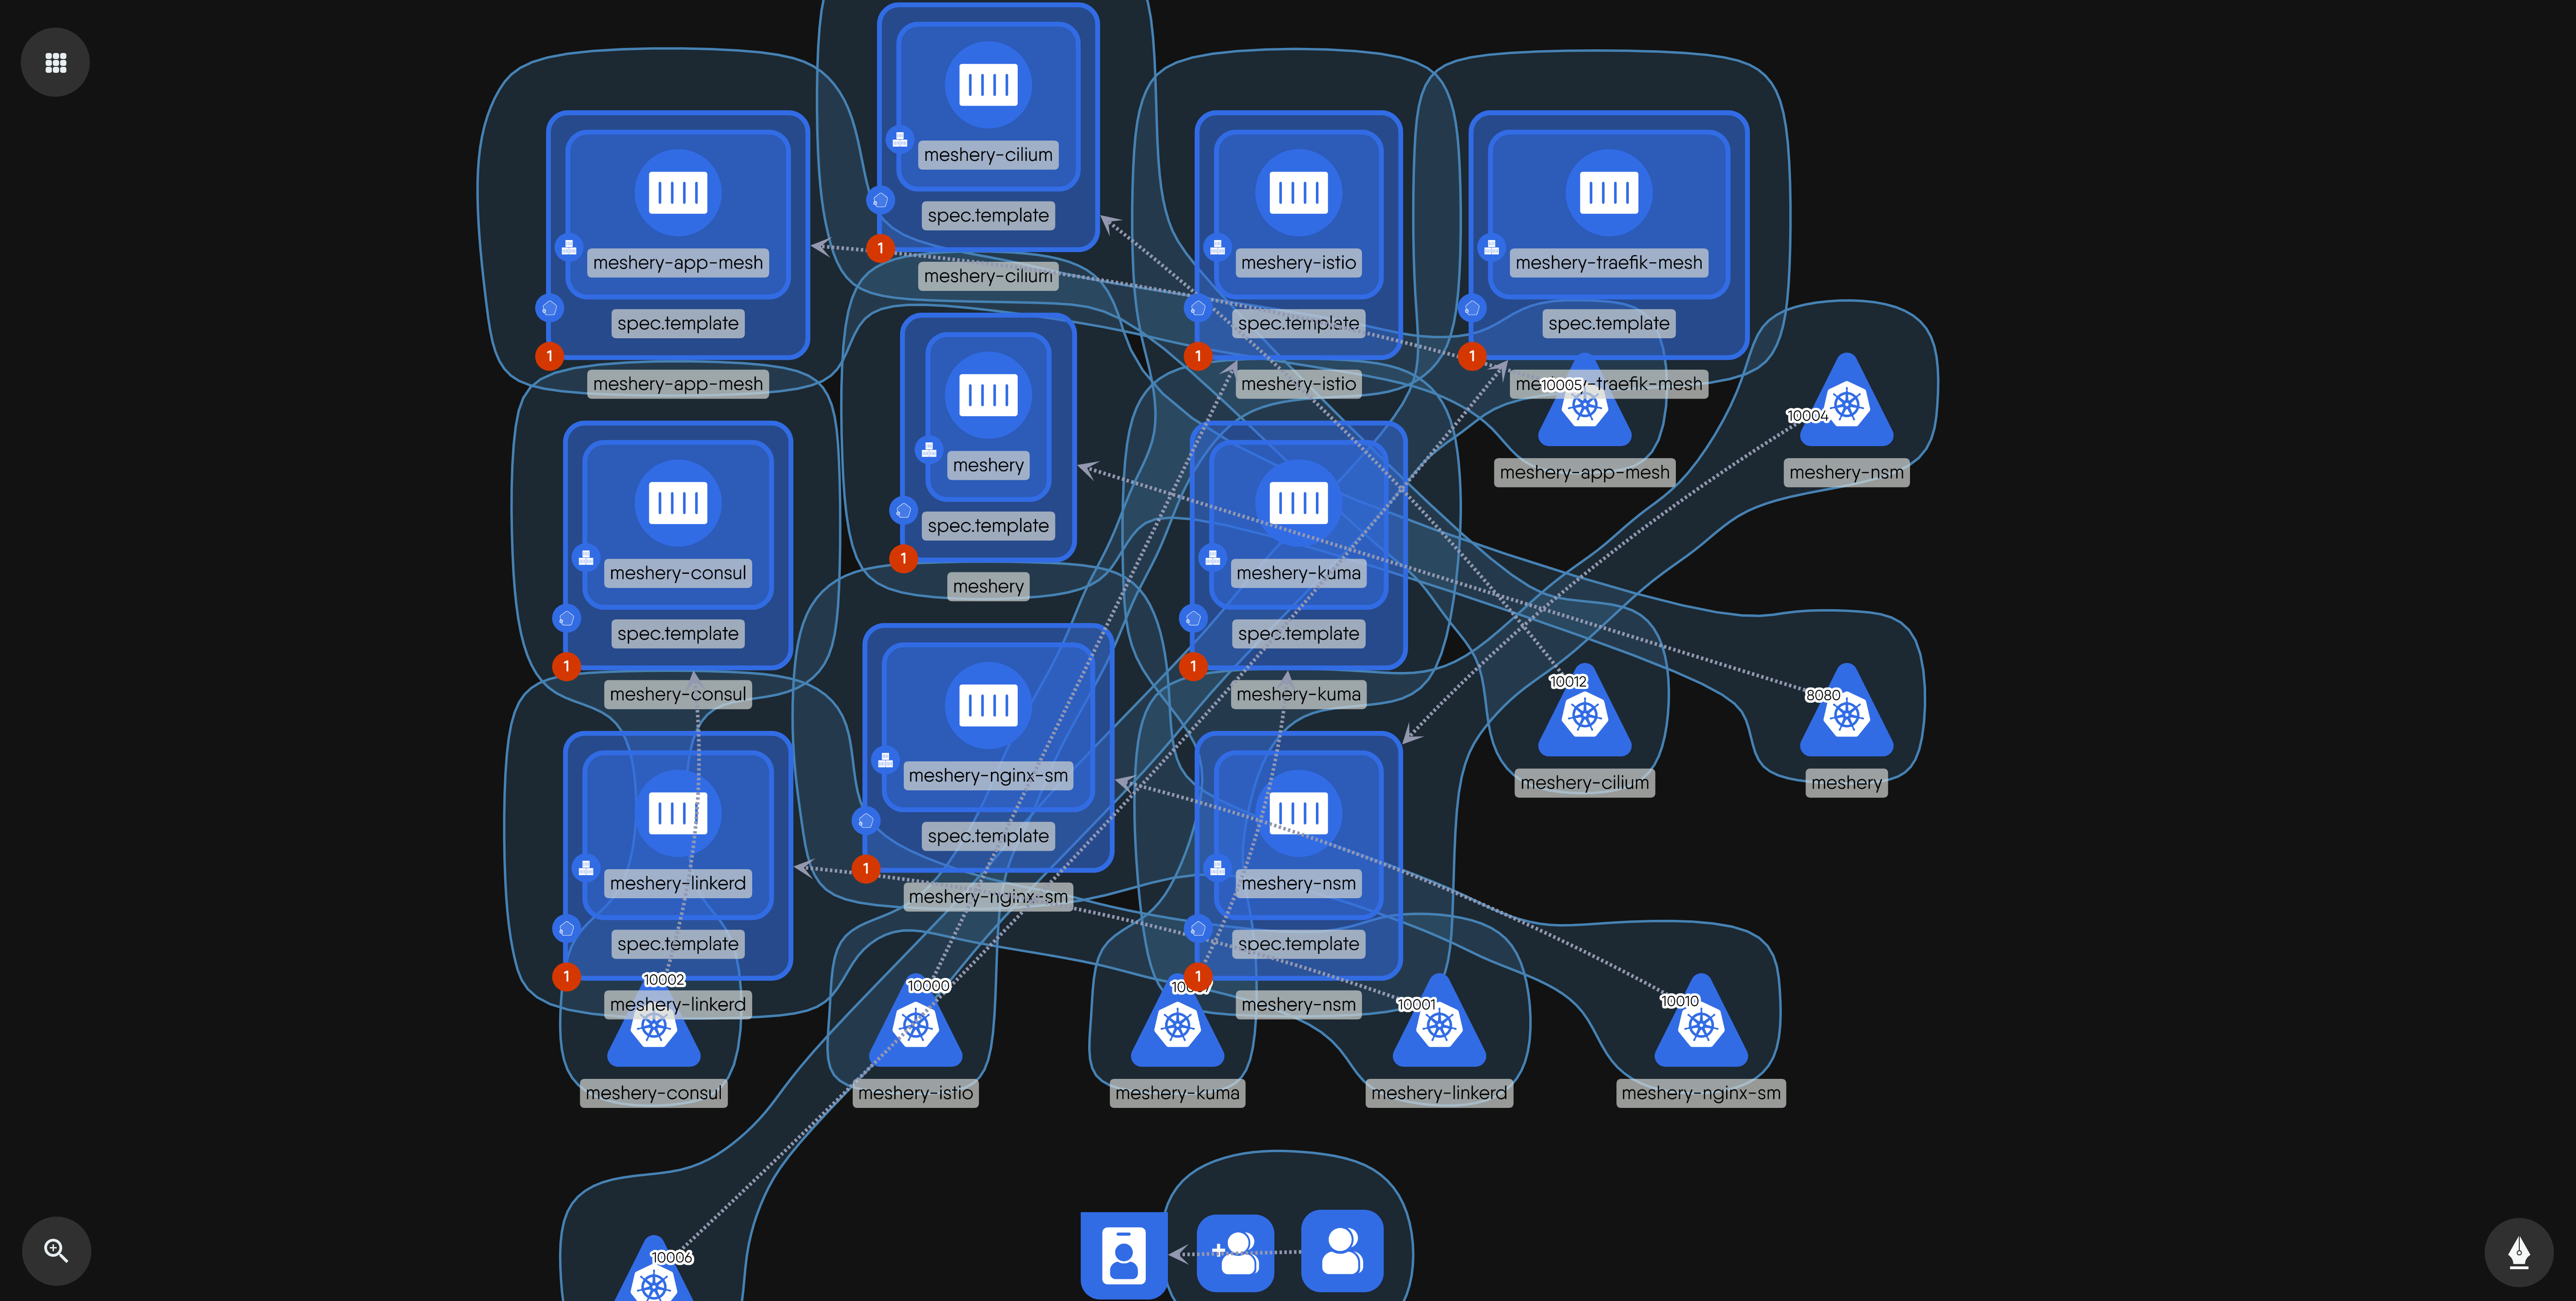 meshery-cilium
spec.template
1
meshery-cilium
meshery-app-mesh
spec.template
1
meshery-app-mesh
meshery-istio
spec.template
1
meshery-istio
meshery-traefik-mesh
spec.template
1
10005
meshery-app-mesh
10004
meshery-nsm
meshery
spec.template
1
meshery
meshery-consul
spec.template
1
meshery-consul
meshery-kuma
spec.template
1
meshery-kuma
10012
meshery-cilium
8080
meshery
meshery-nginx-sm
spec.template
1
meshery-nginx-sm
meshery-linkerd
spec.template
1
meshery-linkerd
meshery-nsm
spec.template
1
meshery-nsm
10002
meshery-consul
10000
meshery-istio
meshery-kuma
10001
meshery-linkerd
10010
meshery-nginx-sm
10006